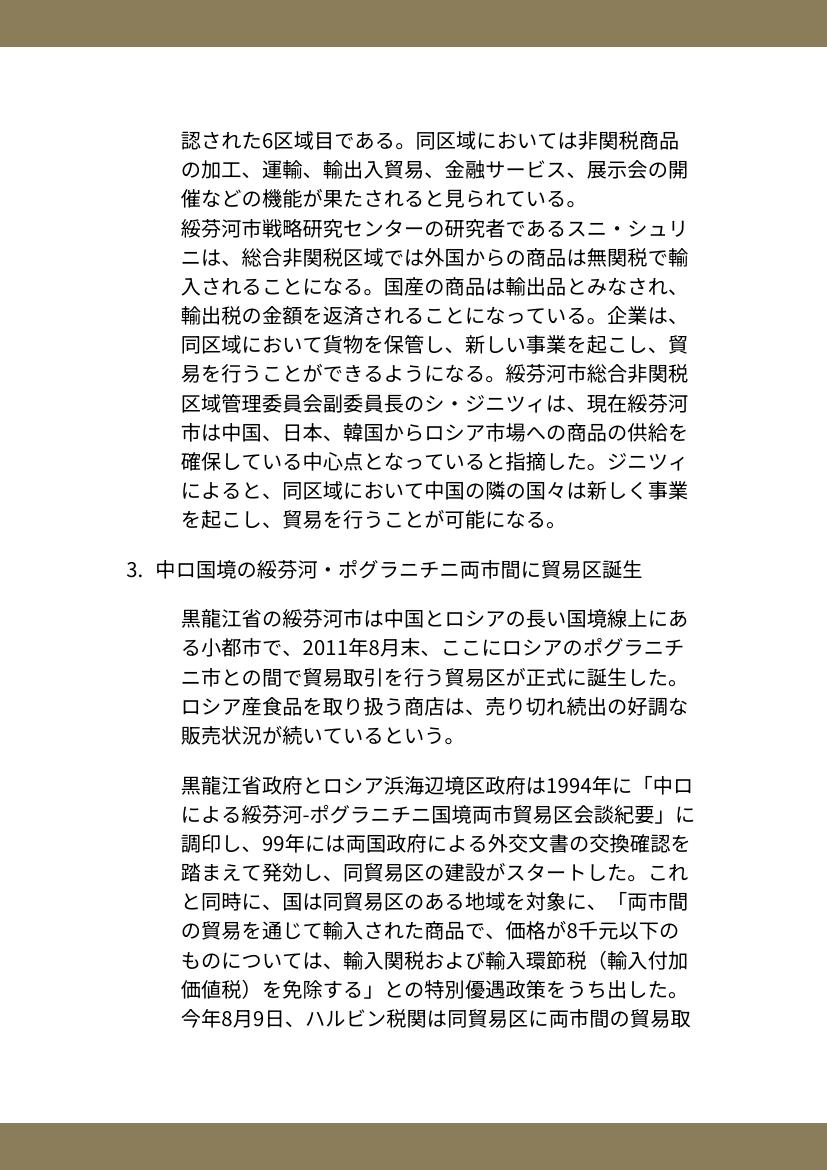 認された6区域目である。同区域においては非関税商品
の加工、運輸、輸出入貿易、金融サービス、展示会の開
催などの機能が果たされると見られている。
綏芬河市戦略研究センターの研究者であるスニ・シュリ
ニは、総合非関税区域では外国からの商品は無関税で輸
入されることになる。国産の商品は輸出品とみなされ、
輸出税の金額を返済されることになっている。企業は、
同区域において貨物を保管し、新しい事業を起こし、貿
易を行うことができるようになる。綏芬河市総合非関税
区域管理委員会副委員長のシ・ジニツィは、現在綏芬河
市は中国、日本、韓国からロシア市場への商品の供給を
確保している中心点となっていると指摘した。ジニツィ
によると、同区域において中国の隣の国々は新しく事業
を起こし、貿易を行うことが可能になる。
3. 中ロ国境の綏芬河・ポグラニチニ両市間に貿易区誕生
黒龍江省の綏芬河市は中国とロシアの長い国境線上にあ
る小都市で、2011年8月末、ここにロシアのポグラニチ
ニ市との間で貿易取引を行う貿易区が正式に誕生した。
ロシア産食品を取り扱う商店は、売り切れ続出の好調な
販売状況が続いているという。
黒龍江省政府とロシア浜海辺境区政府は1994年に「中ロ
による綏芬河-ポグラニチニ国境両市貿易区会談紀要」に
調印し、99年には両国政府による外交文書の交換確認を
踏まえて発効し、同貿易区の建設がスタートした。これ
と同時に、国は同貿易区のある地域を対象に、「両市間
の貿易を通じて輸入された商品で、価格が8千元以下の
ものについては、輸入関税および輸入環節税（輸入付加
価値税）を免除する」との特別優遇政策をうち出した。
今年8月9日、ハルビン税関は同貿易区に両市間の貿易取